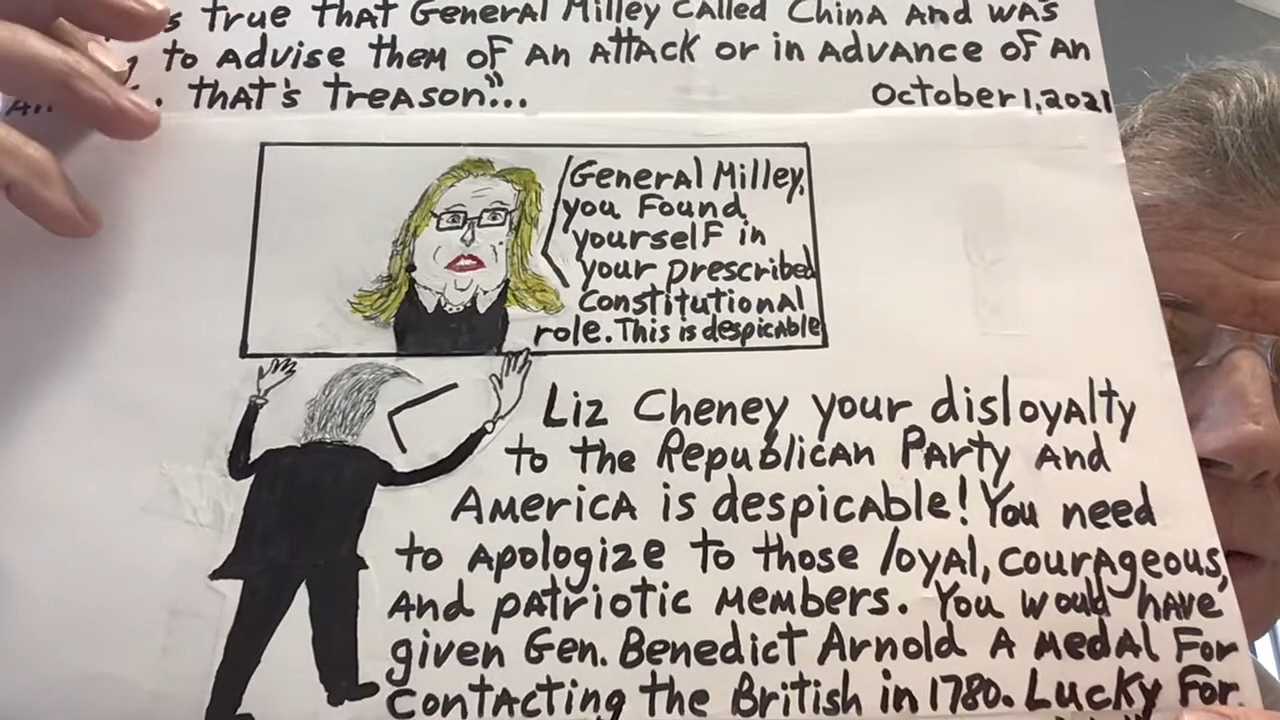 s true that General Milley called China and was
to advise them of an attack or in advance of an
. that's treason"...
October 1, 2021
General Milley,
you found
yourself in
your prescribed
constitutional
role. This is despicable
Liz Cheney your disloyalty
to the Republican Party and
America is despicable! You need
to apologize to those loyal, courageous,
and patriotic members. You would have
given Gen. Benedict Arnold a medal for
contacting the British in 1780. Lucky for